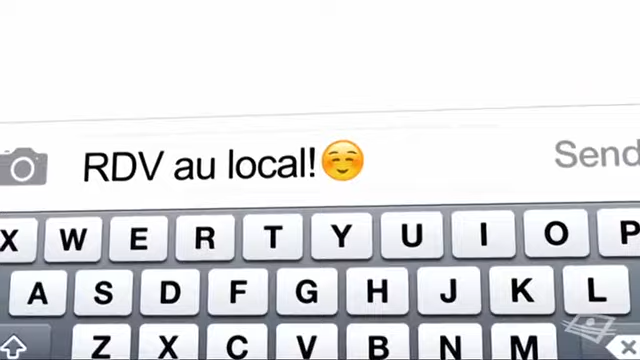 RDV au local!☺️ Send
X W E R T Y U I O P
A S D F G H J K L
Z X C V B N M